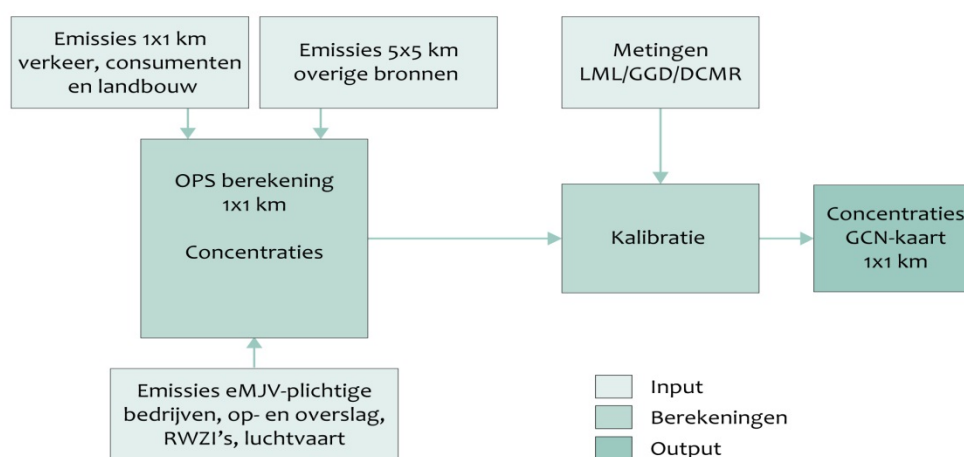 Emissies 1x1 km
verkeer, consumenten
en landbouw
Emissies 5x5 km
overige bronnen
Metingen
LML/GGD/DCMR
OPS berekening
1x1 km
Concentraties
Kalibratie
Concentraties
GCN-kaart
1x1 km
Emissies eMJV-plichtige
bedrijven, op- en overslag,
RWZI's, luchtvaart
Input
Berekeningen
Output